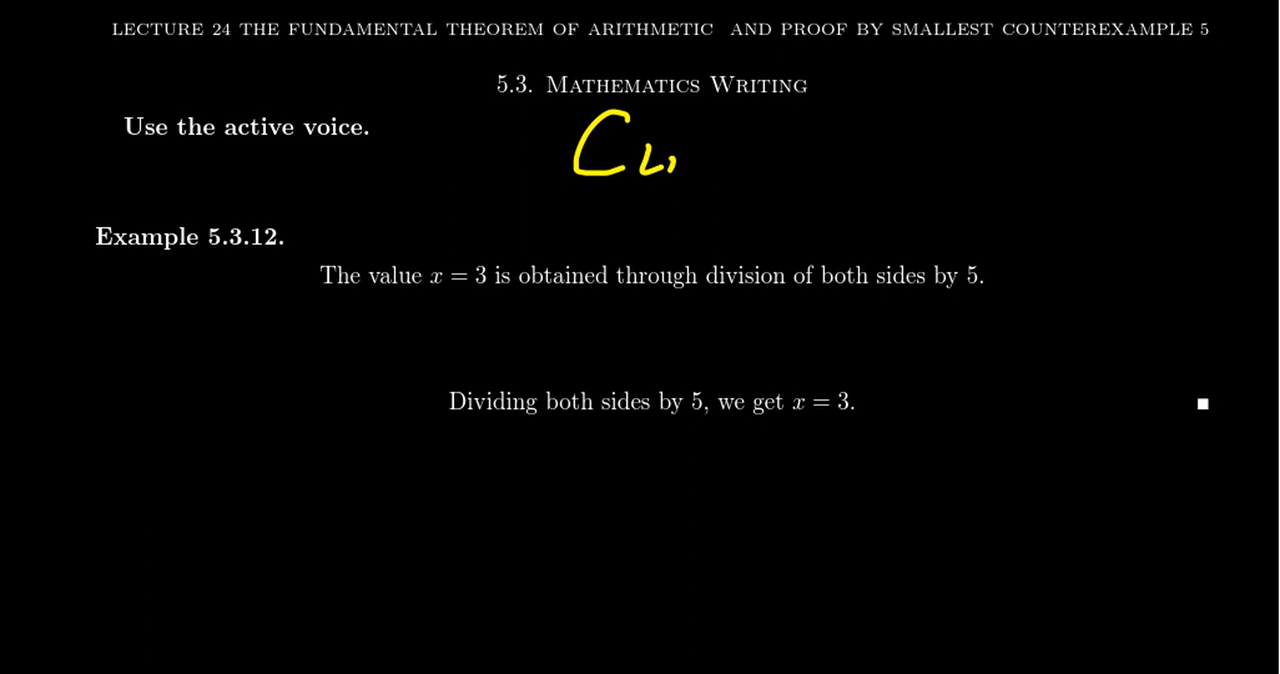 LECTURE 24 THE FUNDAMENTAL THEOREM OF ARITHMETIC AND PROOF BY SMALLEST COUNTEREXAMPLE 5
5.3. MATHEMATICS WRITING
Use the active voice.
Example 5.3.12.
The value x = 3 is obtained through division of both sides by 5.
Dividing both sides by 5, we get x = 3.